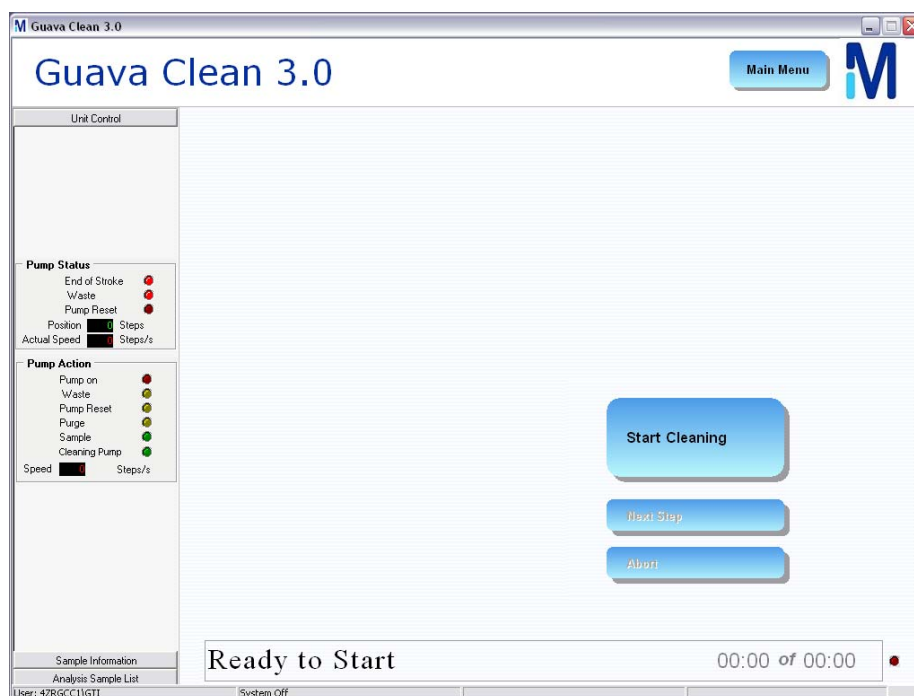 M Guava Clean 3.0
Guava Clean 3.0
Main Menu
M
Unit Control
Pump Status
End of Stroke
Waste
Pump Reset
Position 0 Steps
Actual Speed 0 Steps/s
Pump Action
Pump on
Waste
Pump Reset
Purge
Sample
Cleaning Pump
Speed 0 Steps/s
Start Cleaning
Next Step
Abort
Sample Information
Analysis Sample List
Ready to Start
00:00 of 00:00
User: 4ZRGCC1\GTI
System Off